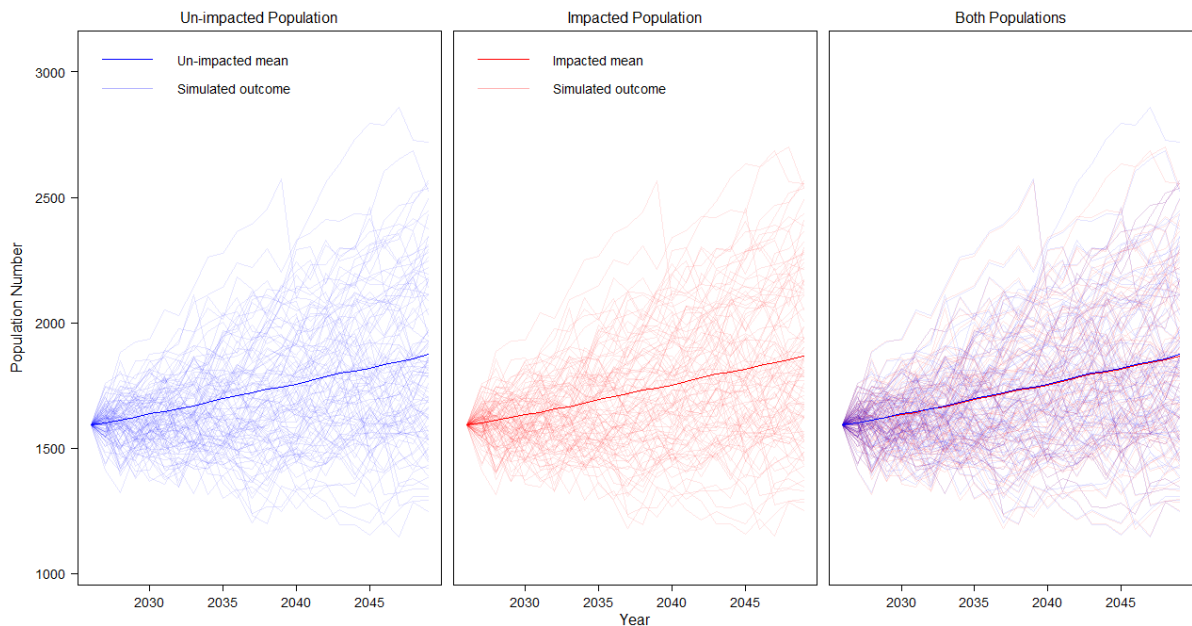 Un-impacted Population
Impacted Population
Both Populations
Un-impacted mean
Simulated outcome
Impacted mean
Simulated outcome
Population Number
3000
2500
2000
1500
1000
2030 2035 2040 2045
2030 2035 2040 2045
2030 2035 2040 2045
Year